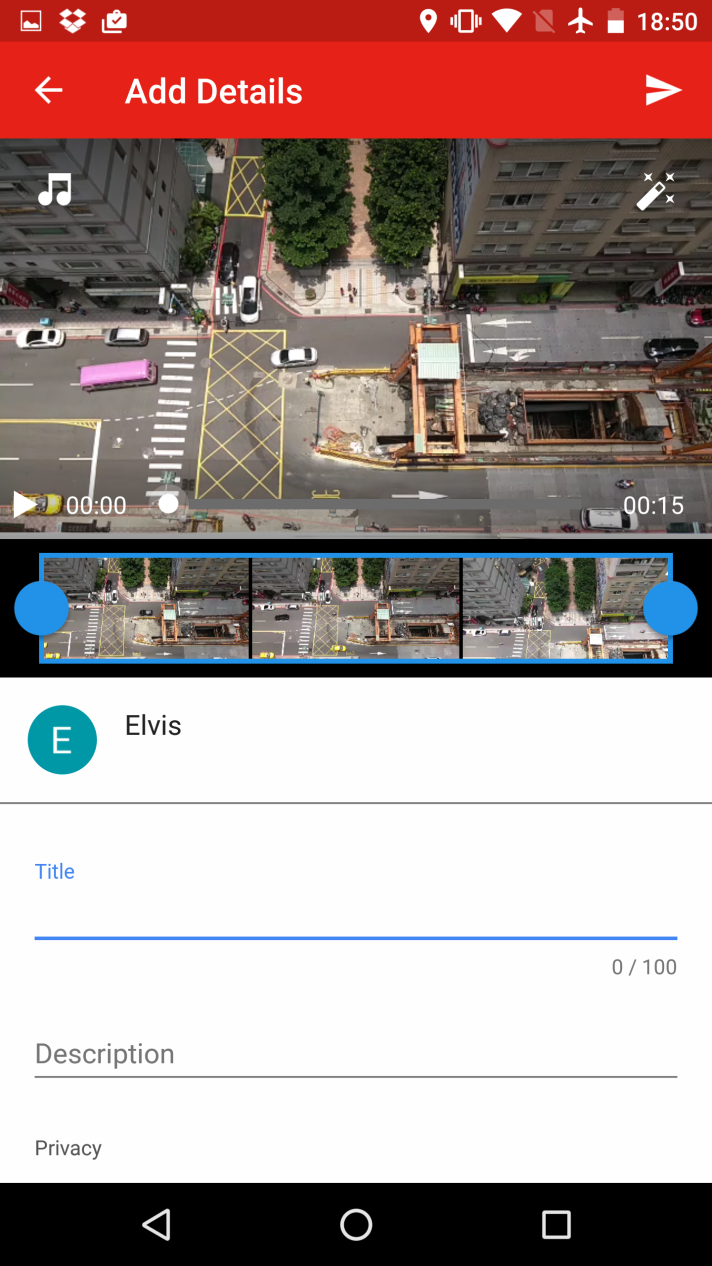 18:50
Add Details
00:00
00:15
E
Elvis
Title
0 / 100
Description
Privacy